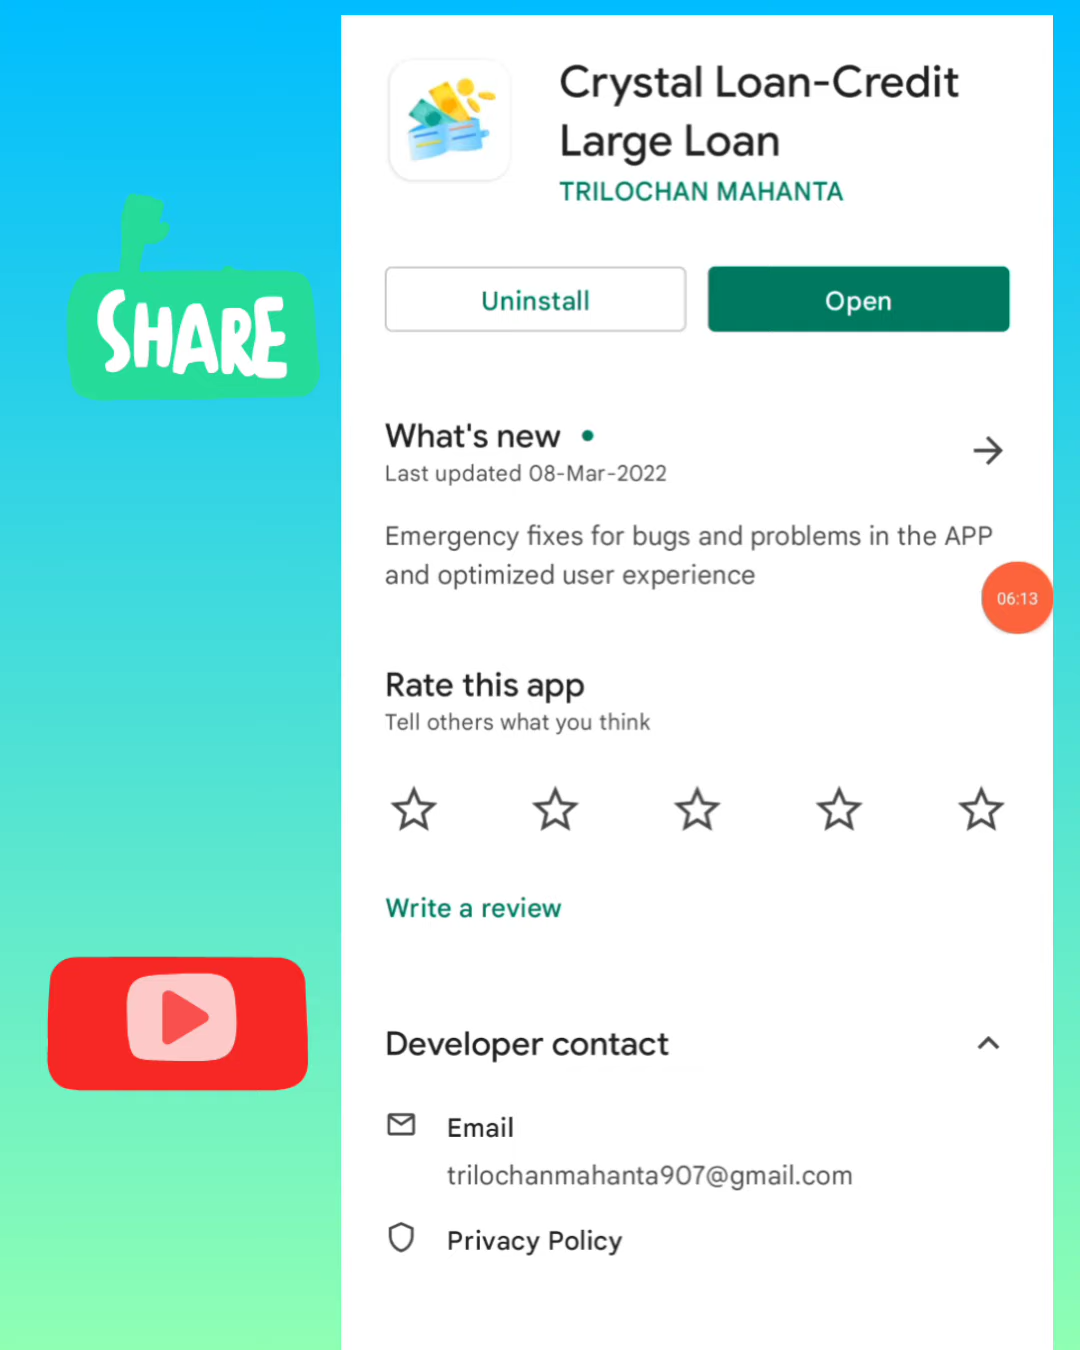 Crystal Loan-Credit
Large Loan
TRILOCHAN MAHANTA
Uninstall
Open
SHARE
What's new
Last updated 08-Mar-2022
Emergency fixes for bugs and problems in the APP
and optimized user experience
06:13
Rate this app
Tell others what you think
Write a review
Developer contact
Email
trilochanmahanta907@gmail.com
Privacy Policy